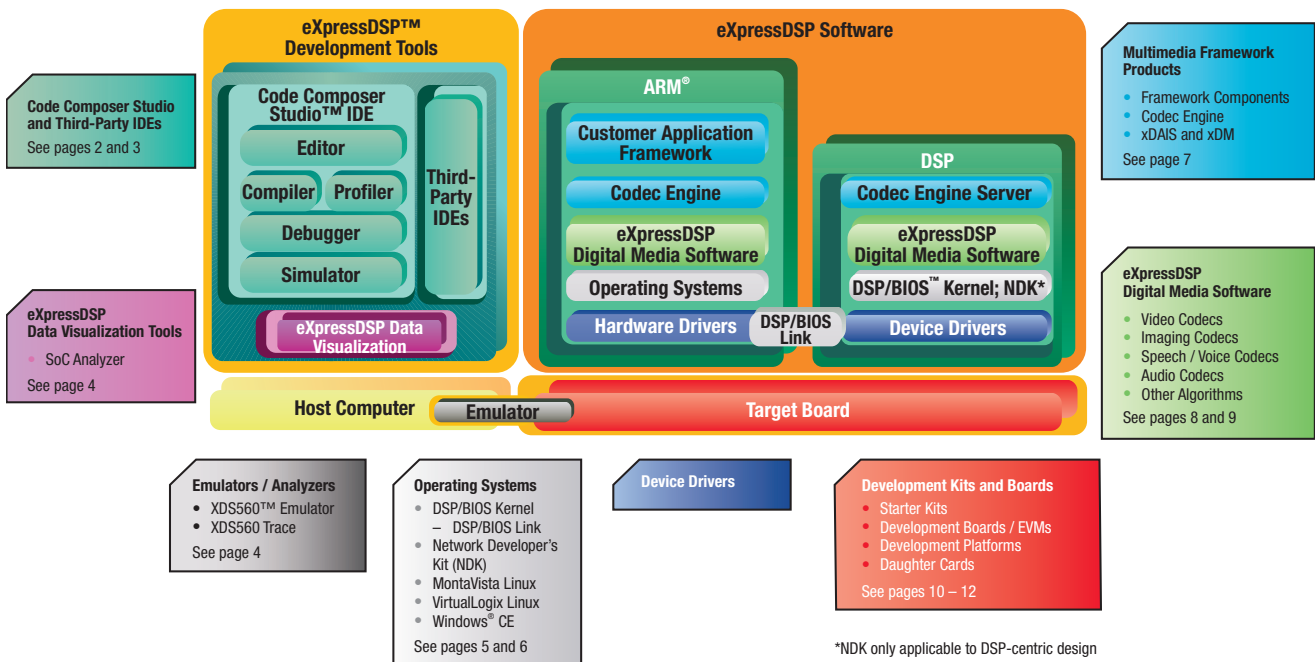 eXpressDSP™
Development Tools
eXpressDSP Software
Code Composer Studio
and Third-Party IDEs
See pages 2 and 3
Code Composer
Studio™ IDE
Editor
Compiler
Profiler
Debugger
Simulator
Third-
Party
IDEs
eXpressDSP Data
Visualization
eXpressDSP
Data Visualization Tools
• SoC Analyzer
See page 4
ARM®
Customer Application
Framework
Codec Engine
eXpressDSP
Digital Media Software
Operating Systems
Hardware Drivers
DSP/BIOS
Link
DSP
Codec Engine Server
eXpressDSP
Digital Media Software
DSP/BIOS™ Kernel; NDK*
Device Drivers
Multimedia Framework
Products
• Framework Components
• Codec Engine
• xDAIS and xDM
See page 7
eXpressDSP
Digital Media Software
• Video Codecs
• Imaging Codecs
• Speech / Voice Codecs
• Audio Codecs
• Other Algorithms
See pages 8 and 9
Host Computer
Emulator
Target Board
Emulators / Analyzers
• XDS560™ Emulator
• XDS560 Trace
See page 4
Operating Systems
• DSP/BIOS Kernel
– DSP/BIOS Link
• Network Developer's
Kit (NDK)
• MontaVista Linux
• VirtualLogix Linux
• Windows® CE
See pages 5 and 6
Device Drivers
Development Kits and Boards
• Starter Kits
• Development Boards / EVMs
• Development Platforms
• Daughter Cards
See pages 10 – 12
*NDK only applicable to DSP-centric design